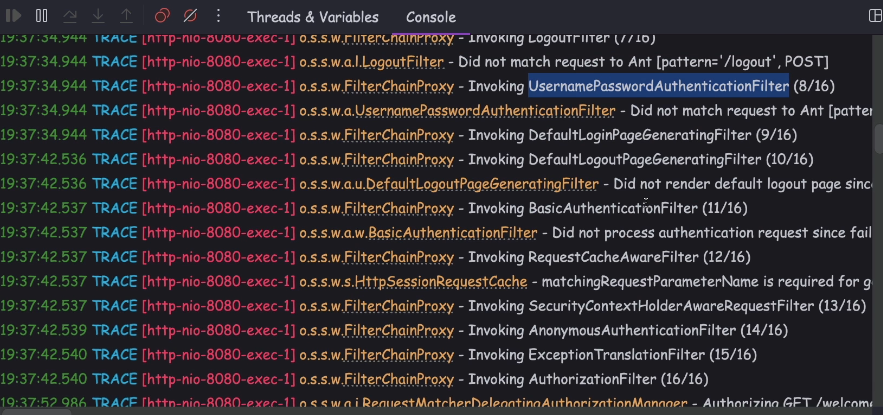 Threads & Variables Console
19:37:34.944 TRACE [http-nio-8080-exec-1] o.s.s.w.FilterChainProxy - Invoking LogoutFilter (7/16)
19:37:34.944 TRACE [http-nio-8080-exec-1] o.s.s.w.a.l.LogoutFilter - Did not match request to Ant [pattern='/logout', POST]
19:37:34.944 TRACE [http-nio-8080-exec-1] o.s.s.w.FilterChainProxy - Invoking UsernamePasswordAuthenticationFilter (8/16)
19:37:34.944 TRACE [http-nio-8080-exec-1] o.s.s.w.a.UsernamePasswordAuthenticationFilter - Did not match request to Ant [patter
19:37:34.944 TRACE [http-nio-8080-exec-1] o.s.s.w.FilterChainProxy - Invoking DefaultLoginPageGeneratingFilter (9/16)
19:37:42.536 TRACE [http-nio-8080-exec-1] o.s.s.w.FilterChainProxy - Invoking DefaultLogoutPageGeneratingFilter (10/16)
19:37:42.536 TRACE [http-nio-8080-exec-1] o.s.s.w.a.u.DefaultLogoutPageGeneratingFilter - Did not render default logout page since
19:37:42.537 TRACE [http-nio-8080-exec-1] o.s.s.w.FilterChainProxy - Invoking BasicAuthenticationFilter (11/16)
19:37:42.537 TRACE [http-nio-8080-exec-1] o.s.s.w.a.w.BasicAuthenticationFilter - Did not process authentication request since fail
19:37:42.537 TRACE [http-nio-8080-exec-1] o.s.s.w.FilterChainProxy - Invoking RequestCacheAwareFilter (12/16)
19:37:42.537 TRACE [http-nio-8080-exec-1] o.s.s.w.s.HttpSessionRequestCache - matchingRequestParameterName is required for g
19:37:42.537 TRACE [http-nio-8080-exec-1] o.s.s.w.FilterChainProxy - Invoking SecurityContextHolderAwareRequestFilter (13/16)
19:37:42.539 TRACE [http-nio-8080-exec-1] o.s.s.w.FilterChainProxy - Invoking AnonymousAuthenticationFilter (14/16)
19:37:42.540 TRACE [http-nio-8080-exec-1] o.s.s.w.FilterChainProxy - Invoking ExceptionTranslationFilter (15/16)
19:37:42.540 TRACE [http-nio-8080-exec-1] o.s.s.w.FilterChainProxy - Invoking AuthorizationFilter (16/16)
19:37:52.986 TRACE [http-nio-8080-exec-1] o.s.s.w.a.i.RequestMatcherDelegatingAuthorizationManager - Authorizing GET /welcome